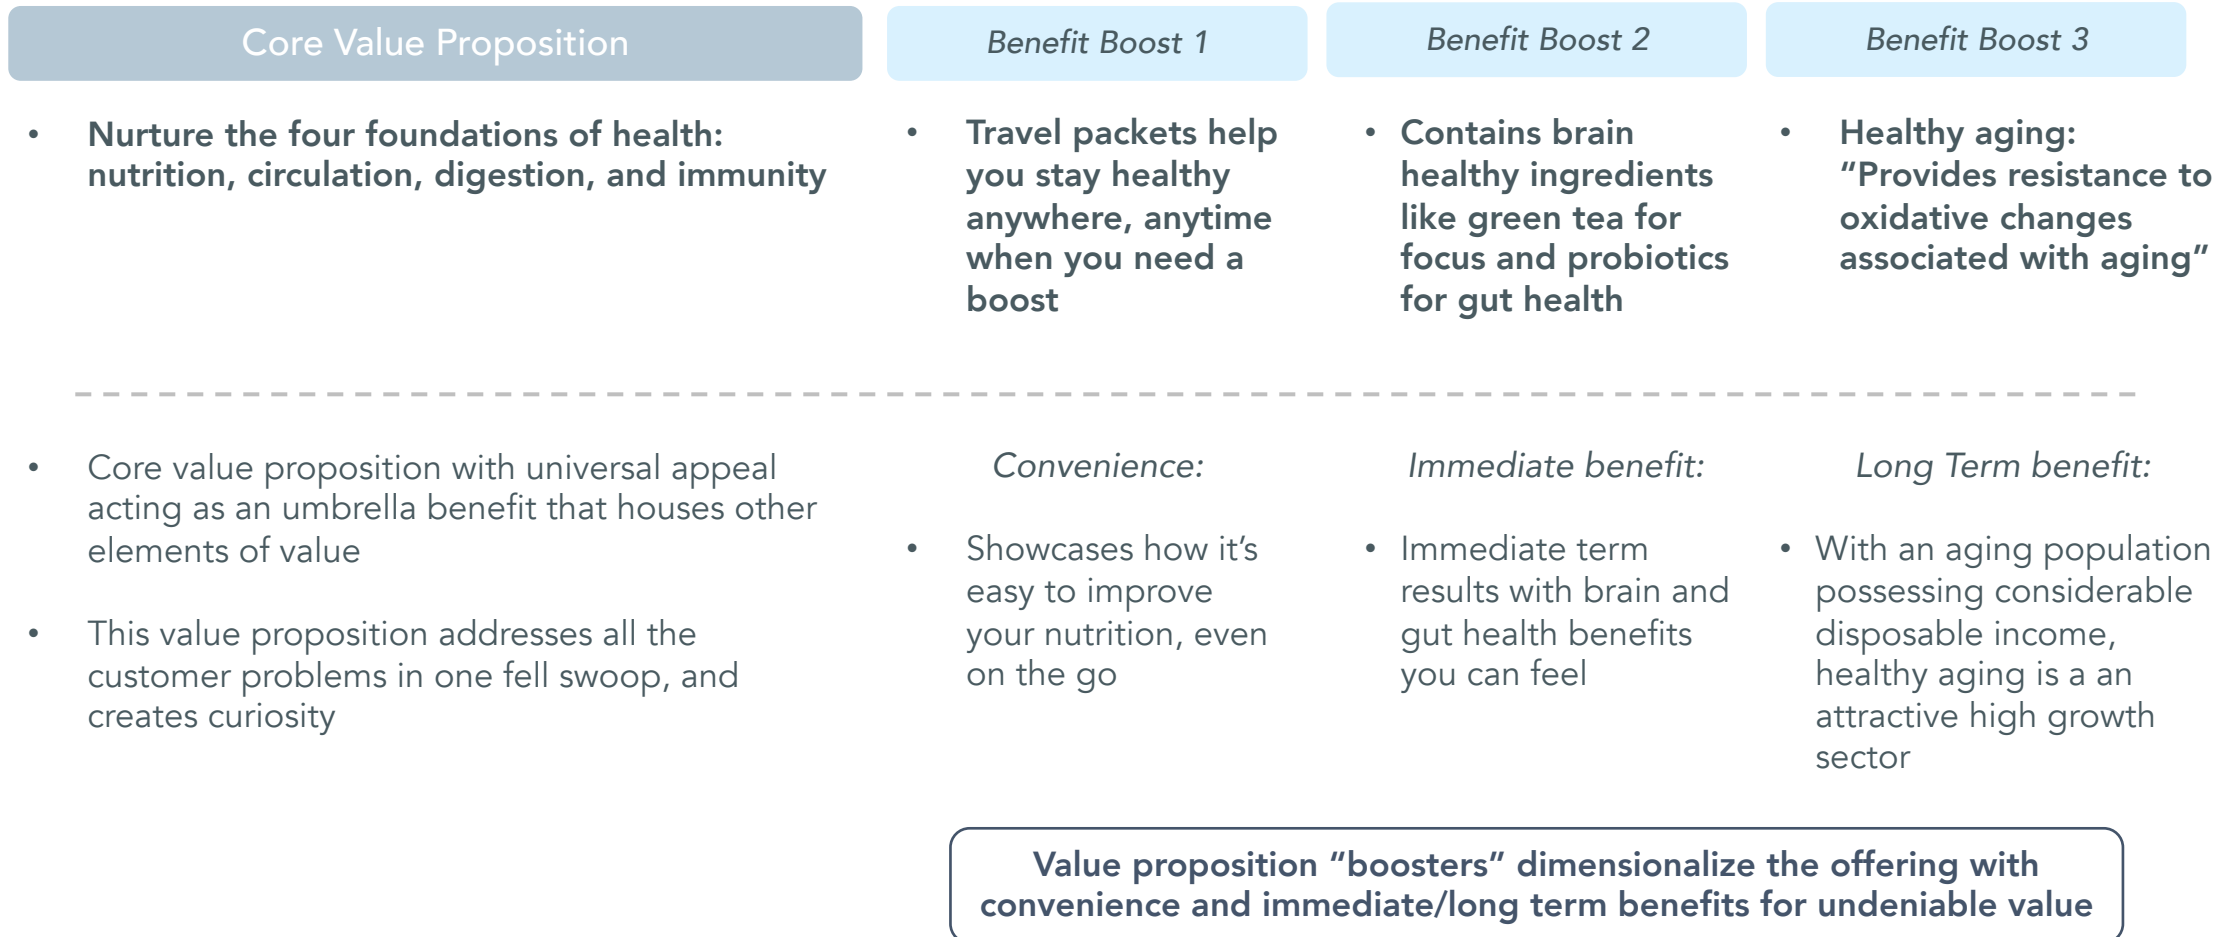 Core Value Proposition
• Nurture the four foundations of health:
nutrition, circulation, digestion, and immunity
• Core value proposition with universal appeal
acting as an umbrella benefit that houses other
elements of value
• This value proposition addresses all the
customer problems in one fell swoop, and
creates curiosity
Benefit Boost 1
• Travel packets help
you stay healthy
anywhere, anytime
when you need a
boost
Convenience:
• Showcases how it’s
easy to improve
your nutrition, even
on the go
Benefit Boost 2
• Contains brain
healthy ingredients
like green tea for
focus and probiotics
for gut health
Immediate benefit:
• Immediate term
results with brain and
gut health benefits
you can feel
Benefit Boost 3
• Healthy aging:
“Provides resistance to
oxidative changes
associated with aging”
Long Term benefit:
• With an aging population
possessing considerable
disposable income,
healthy aging is a an
attractive high growth
sector
Value proposition “boosters” dimensionalize the offering with
convenience and immediate/long term benefits for undeniable value